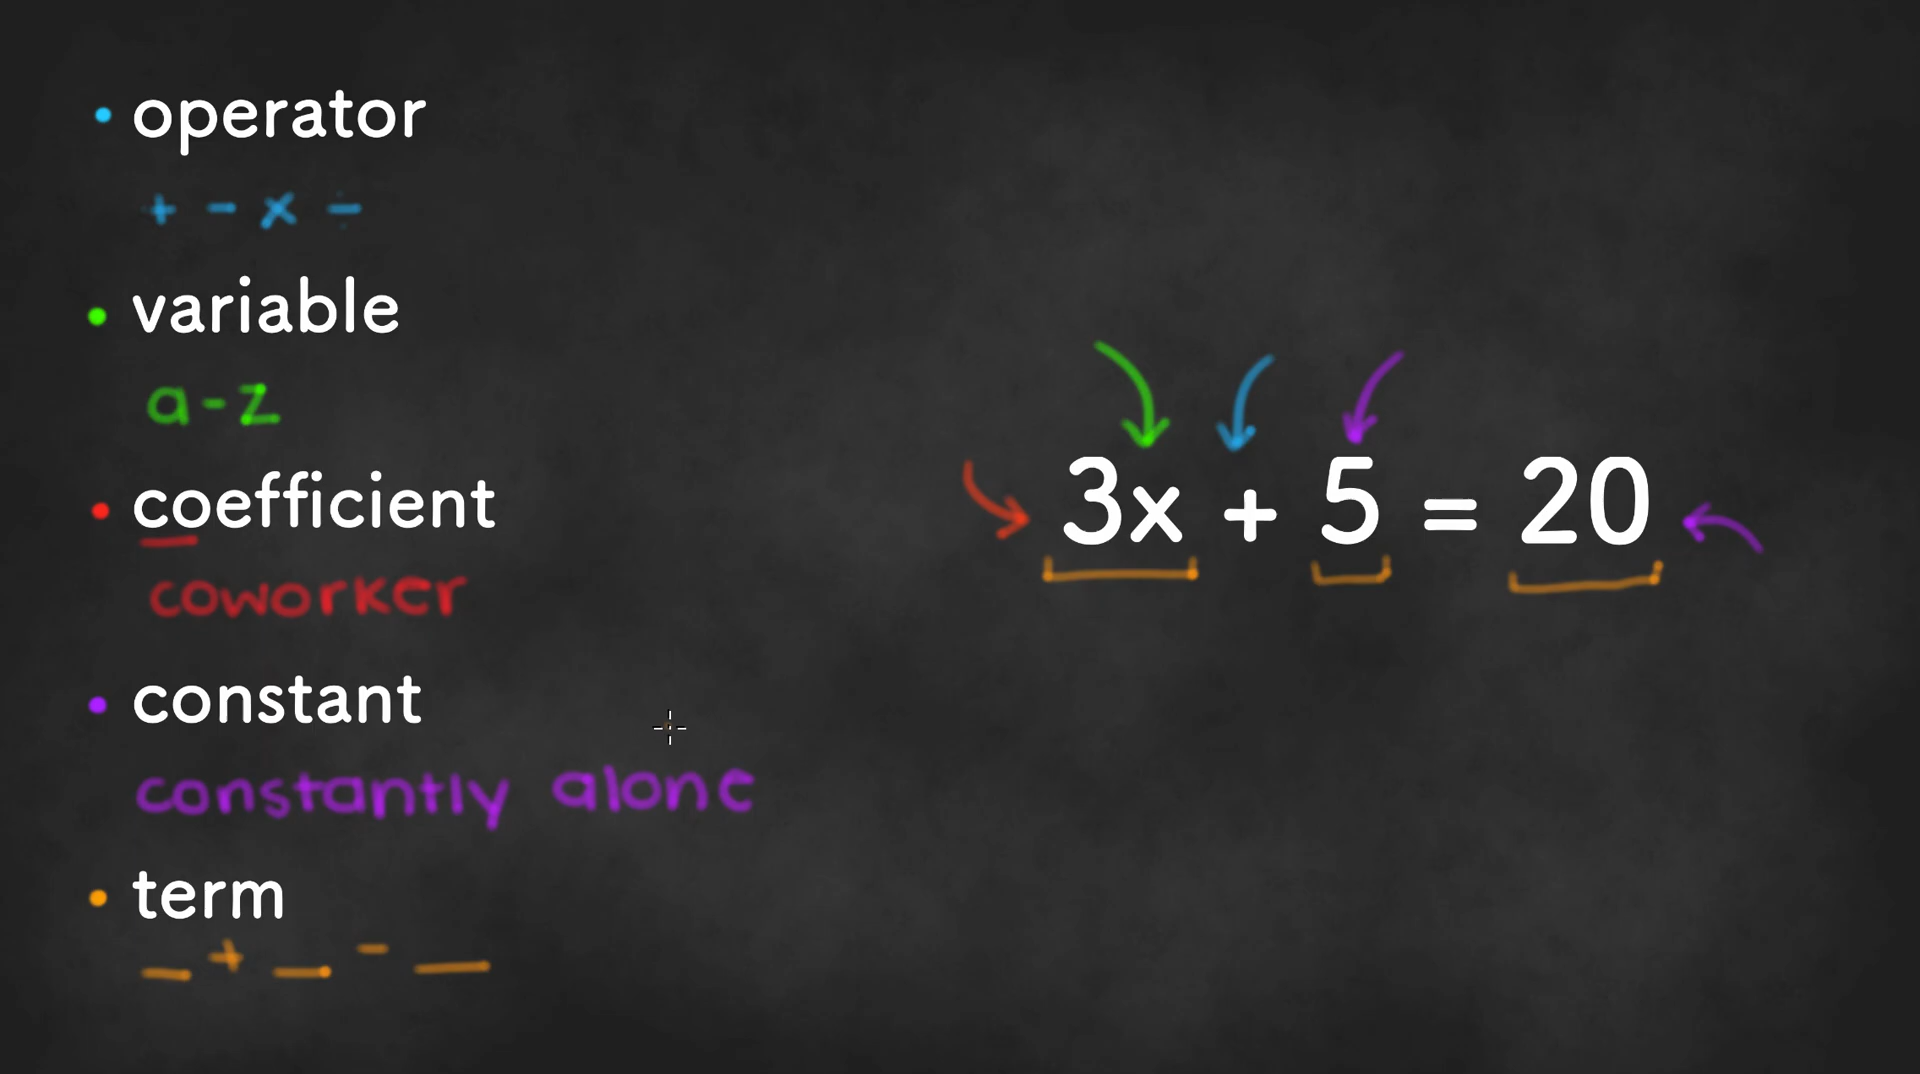 operator
+ - x ÷
variable
a-z
coefficient
coworker
constant
constantly alone
term
_ + _ - _
3x + 5 = 20